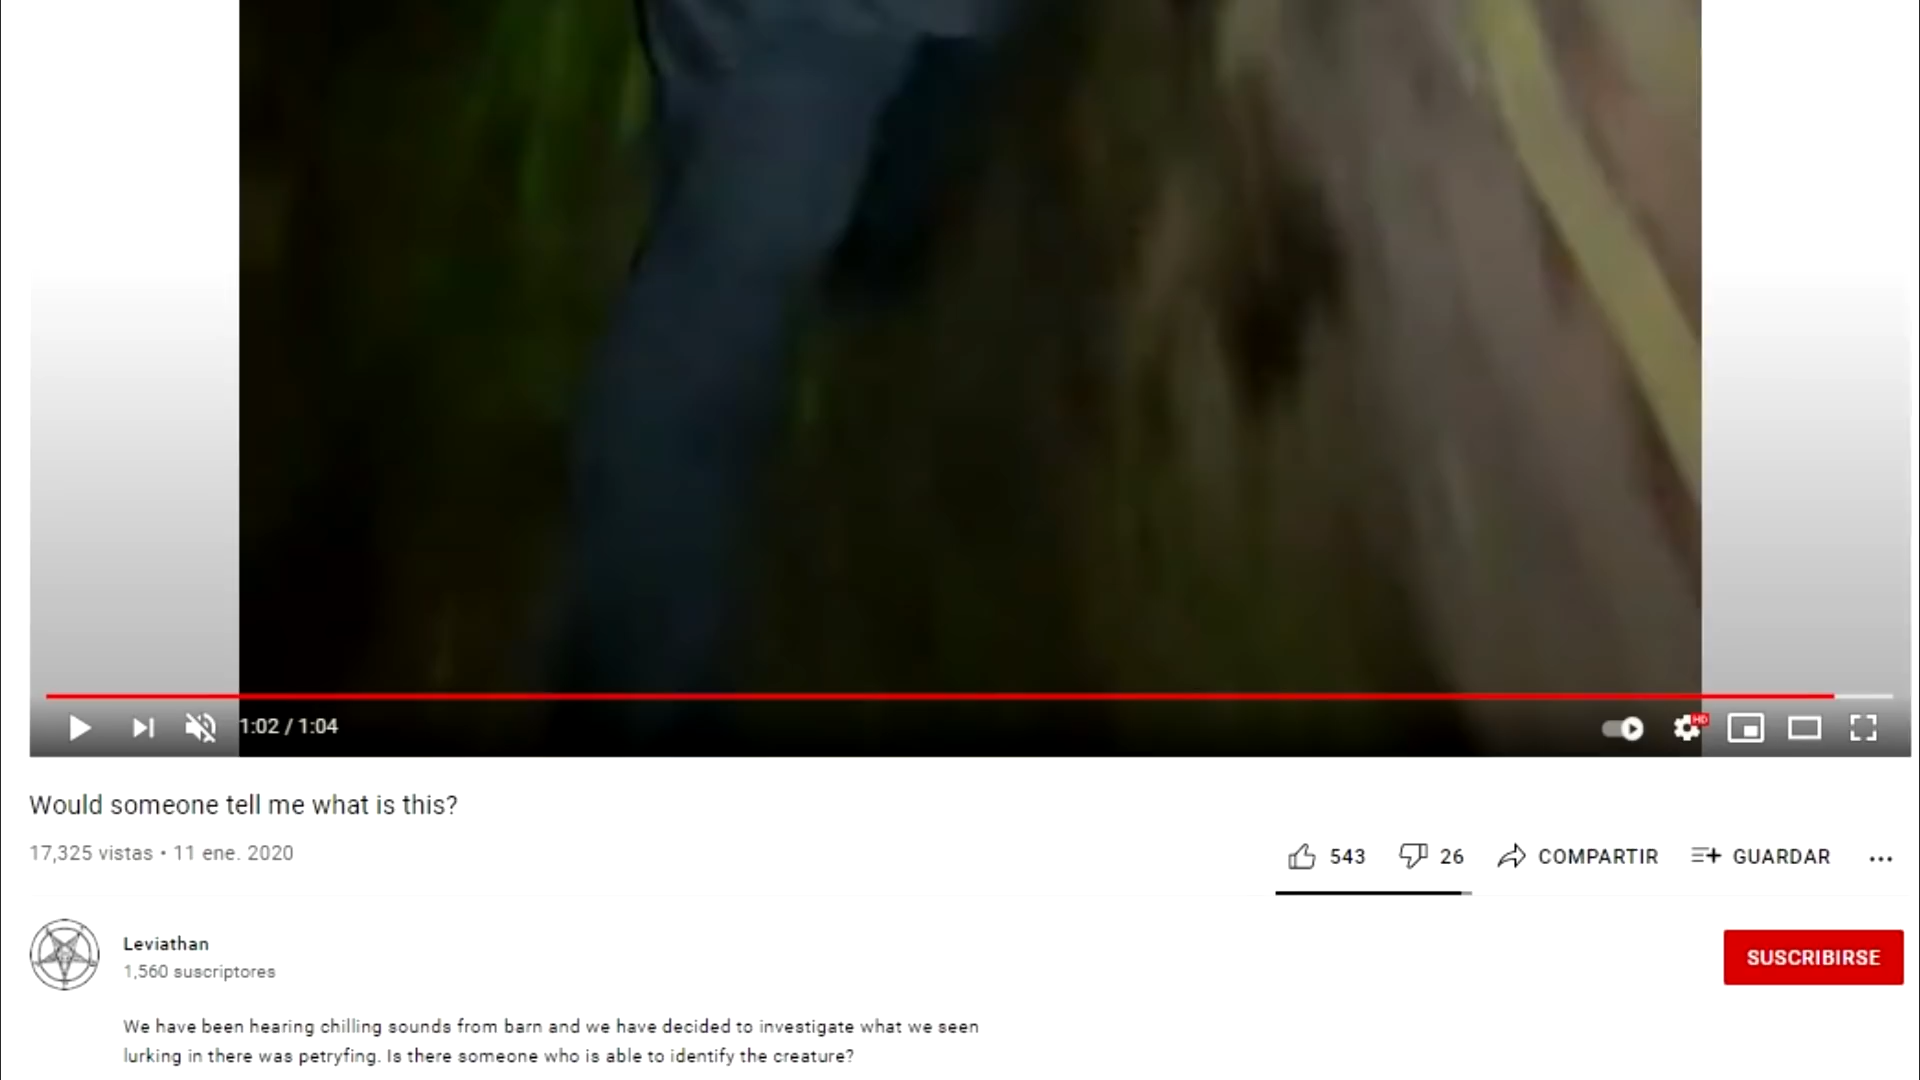 1:02 / 1:04
HD
Would someone tell me what is this?
17,325 vistas • 11 ene. 2020
543
26
COMPARTIR
GUARDAR
Leviathan
1,560 suscriptores
SUSCRIBIRSE
We have been hearing chilling sounds from barn and we have decided to investigate what we seen
lurking in there was petryfing. Is there someone who is able to identify the creature?